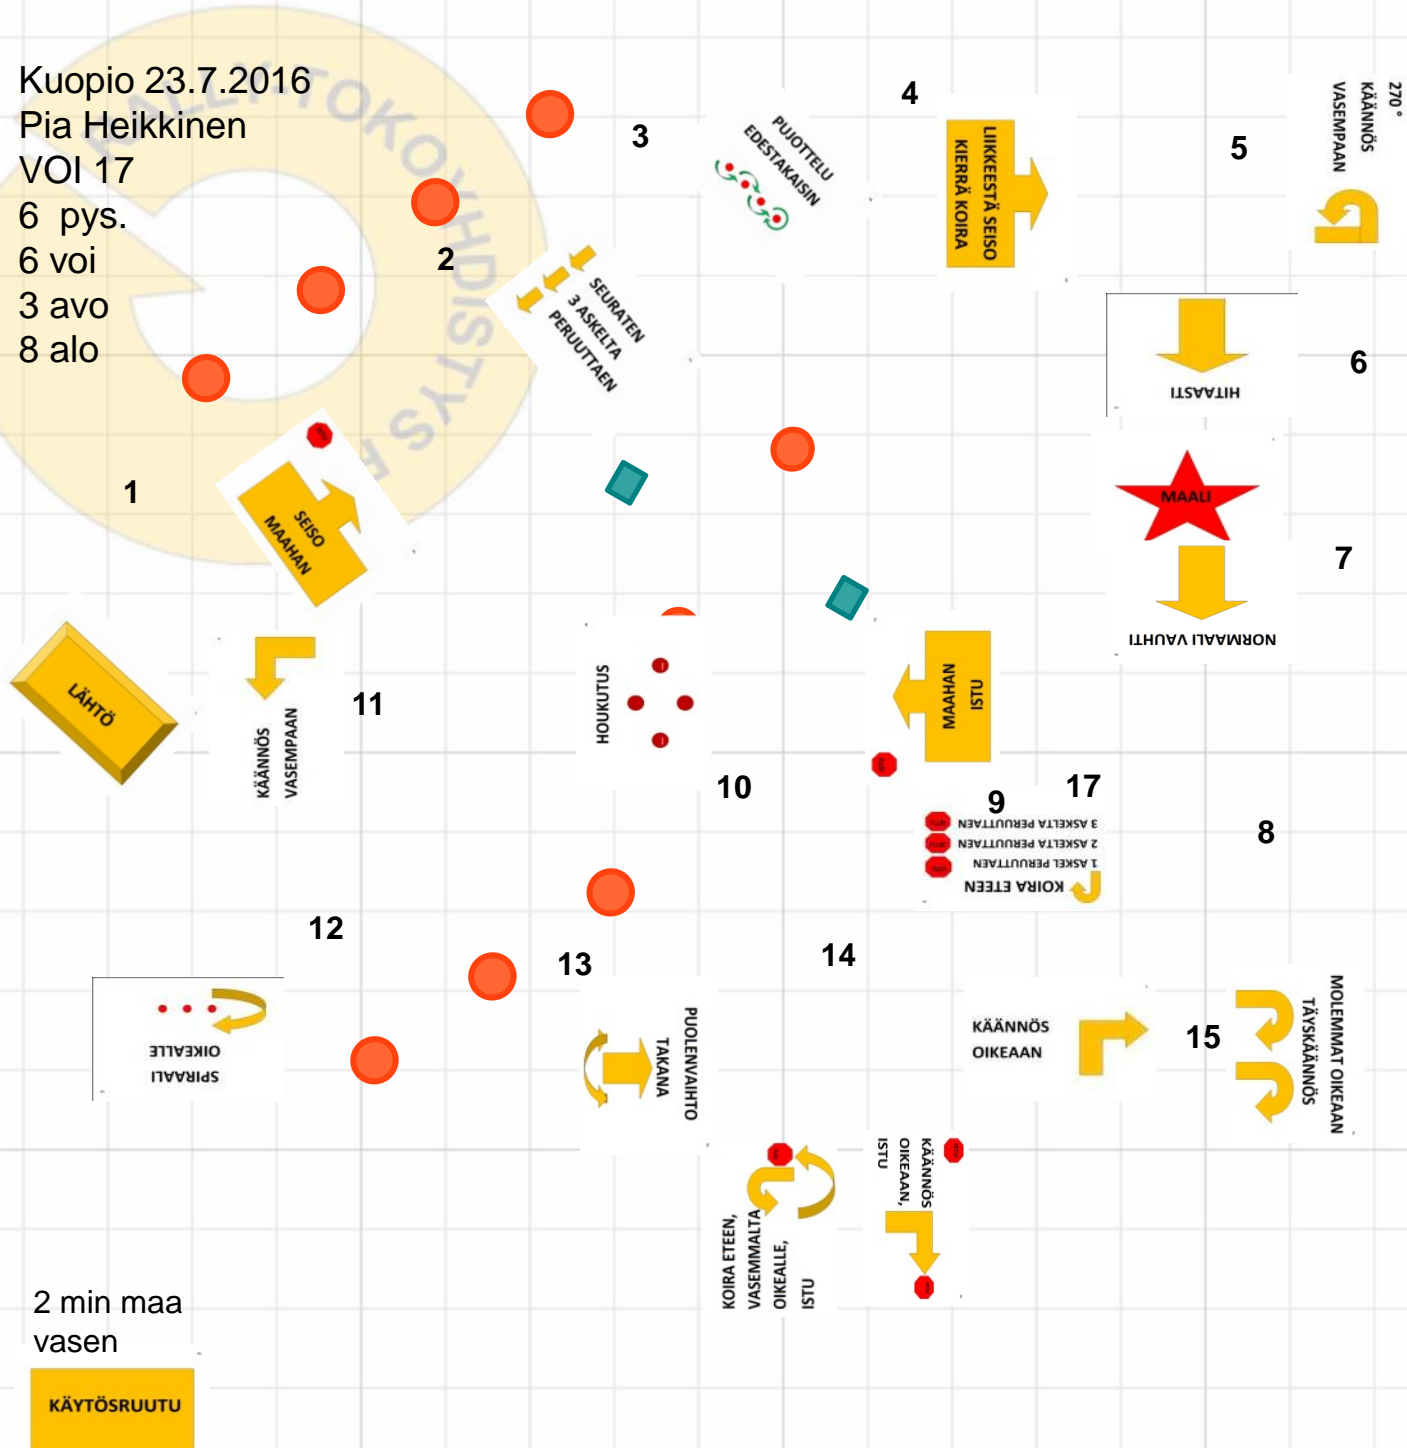 RALLYTOKOYHDISTYS R
Kuopio 23.7.2016
Pia Heikkinen
VOI 17
6 pys.
6 voi
3 avo
8 alo
3
PUJOTTELU
EDESTAKAISIN
4
LIIKKEESTÄ SEISO
KIERRÄ KOIRA
5
270°
KÄÄNNÖS
VASEMPAAN
2
SEURATEN
3 ASKELTA
PERUUTTAEN
HITAASTI
6
1
SEISO
MAAHAN
MAALI
7
NORMAALI VAUHTI
LÄHTÖ
KÄÄNNÖS
VASEMPAAN
11
HOUKUTUS
10
ISTU
MAAHAN
9
17
8
KOIRA ETEEN
1 ASKEL PERUUTTAEN
2 ASKELTA PERUUTTAEN
3 ASKELTA PERUUTTAEN
12
SPIRAALI
OIKEALLE
13
PUOLENVAIHTO
TAKANA
14
KÄÄNNÖS
OIKEAAN
15
MOLEMMAT OIKEAAN
TÄYSKÄÄNNÖS
KOIRA ETEEN,
VASEMMALTA
OIKEALLE,
ISTU
KÄÄNNÖS
OIKEAAN,
ISTU
2 min maa
vasen
KÄYTÖSRUUTU